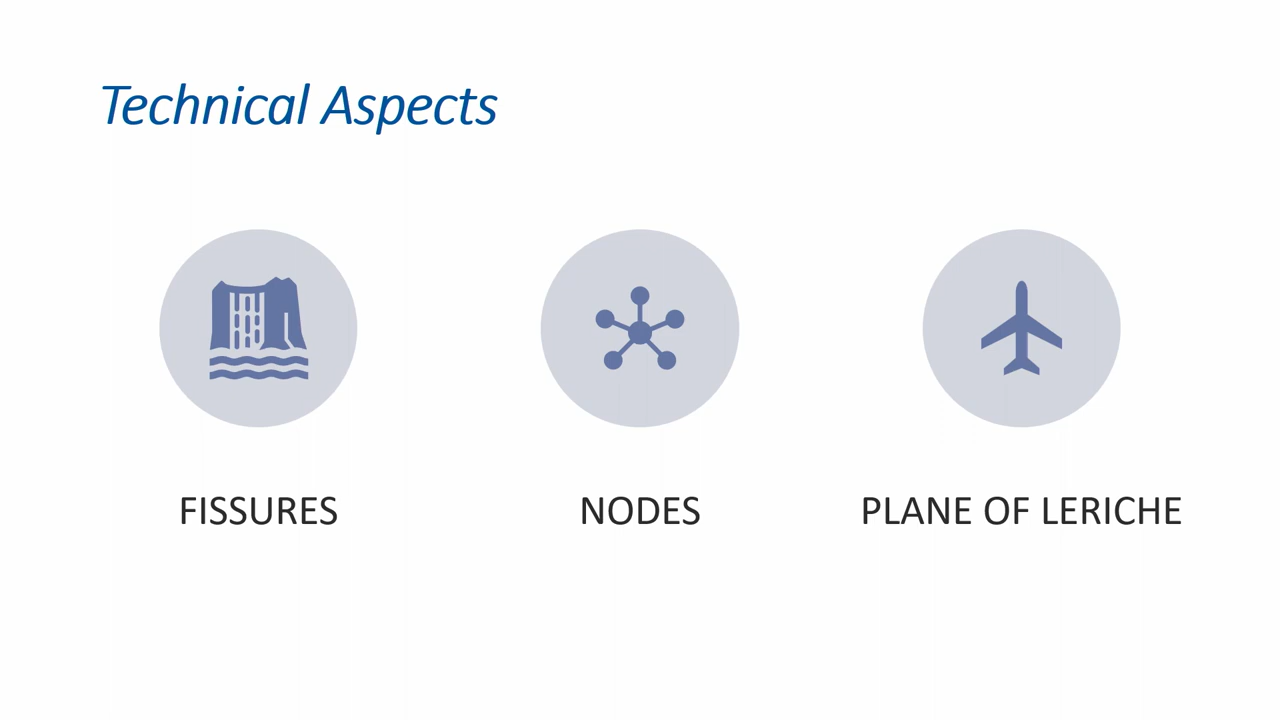 Technical Aspects
FISSURES
NODES
PLANE OF LERICHE